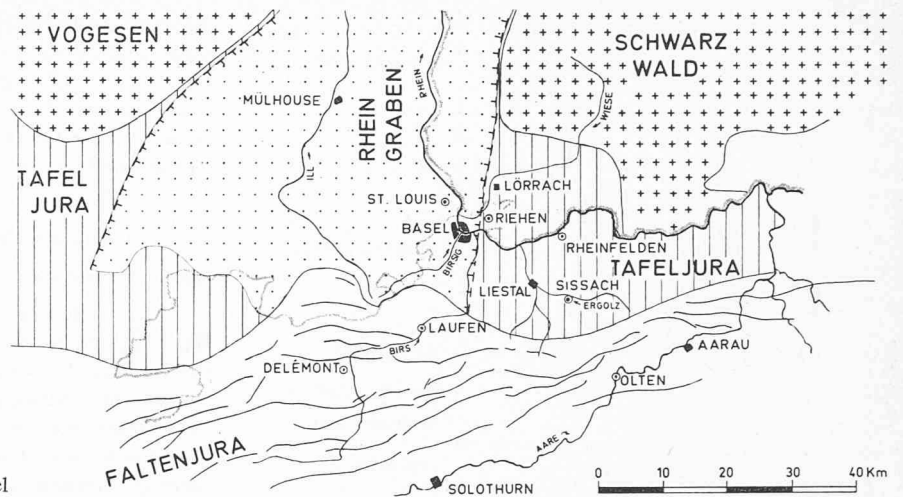 VOGESEN
SCHWARZ
WALD
MÜLHOUSE
RHEIN
GRABEN
RHEIN
WIESE
ILL
TAFEL
JURA
ST. LOUIS
LÖRRACH
RIEHEN
BASEL
BIRSIG
RHEINFELDEN
TAFELJURA
LIESTAL
SISSACH
ERGOLZ
LAUFEN
BIRS
DELÉMONT
AARAU
OLTEN
FALTENJURA
AARE
SOLOTHURN
0 10 20 30 40 Km
el